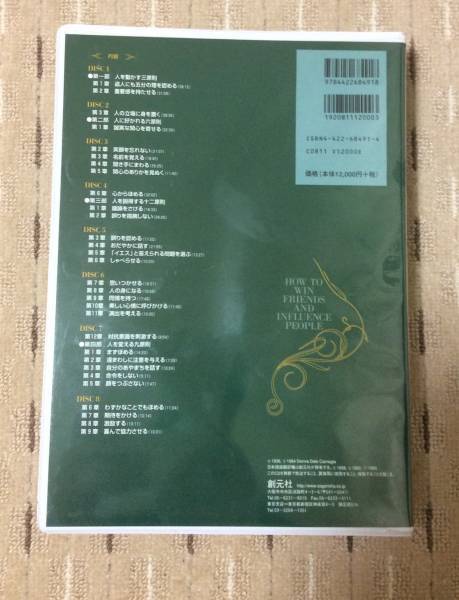 内容
DISC 1
●第一部 人を動かす三原則
第1章 盗人にも五分の理を認める
第2章 重要感を持たせる
DISC 2
第3章 人の立場に身を置く
●第二部 人に好かれる六原則
第1章 誠実な関心を寄せる
DISC 3
第2章 笑顔を忘れない
第3章 名前を覚える
第4章 聞き手にまわる
第5章 関心のありかを見ぬく
DISC 4
第6章 心からほめる
●第三部 人を説得する十二原則
第1章 議論をさける
第2章 誤りを指摘しない
DISC 5
第3章 誤りを認める
第4章 おだやかに話す
第5章 「イエス」と答えられる問題を選ぶ
第6章 しゃべらせる
DISC 6
第7章 思いつかせる
第8章 人の身になる
第9章 同情を持つ
第10章 美しい心情に呼びかける
第11章 演出を考える
DISC 7
第12章 対抗意識を刺激する
●第四部 人を変える九原則
第1章 まずほめる
第2章 遠まわしに注意を与える
第3章 自分のあやまちを話す
第4章 命令をしない
第5章 顔をつぶさない
DISC 8
第6章 わずかなことでもほめる
第7章 期待をかける
第8章 激励する
第9章 喜んで協力させる
9784422684918
1920811120003
ISBN4-422-68491-4
C0811 ¥12000E
価格(本体12,000円+税)
HOW TO
WIN
FRIENDS
AND
INFLUENCE
PEOPLE
創元社